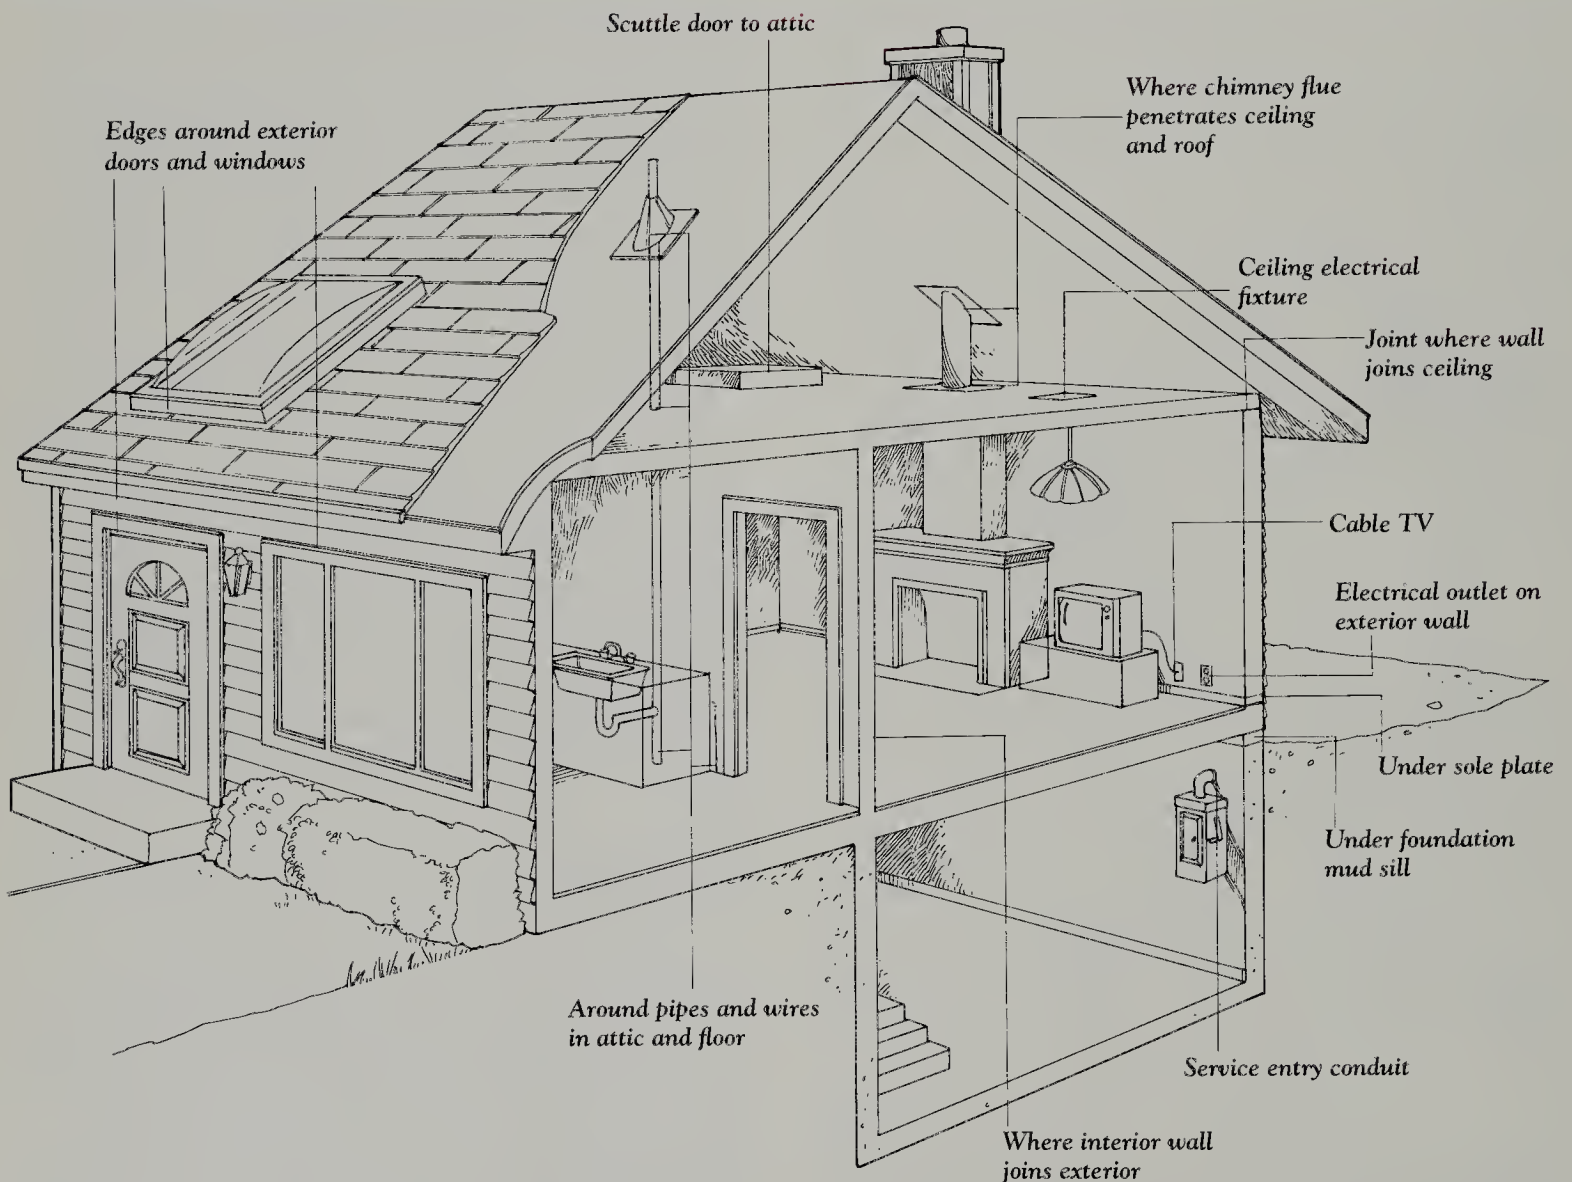 Scuttle door to attic
Where chimney flue
penetrates ceiling
and roof
Edges around exterior
doors and windows
Ceiling electrical
fixture
Joint where wall
joins ceiling
Cable TV
Electrical outlet on
exterior wall
Under sole plate
Under foundation
mud sill
Around pipes and wires
in attic and floor
Service entry conduit
Where interior wall
joins exterior